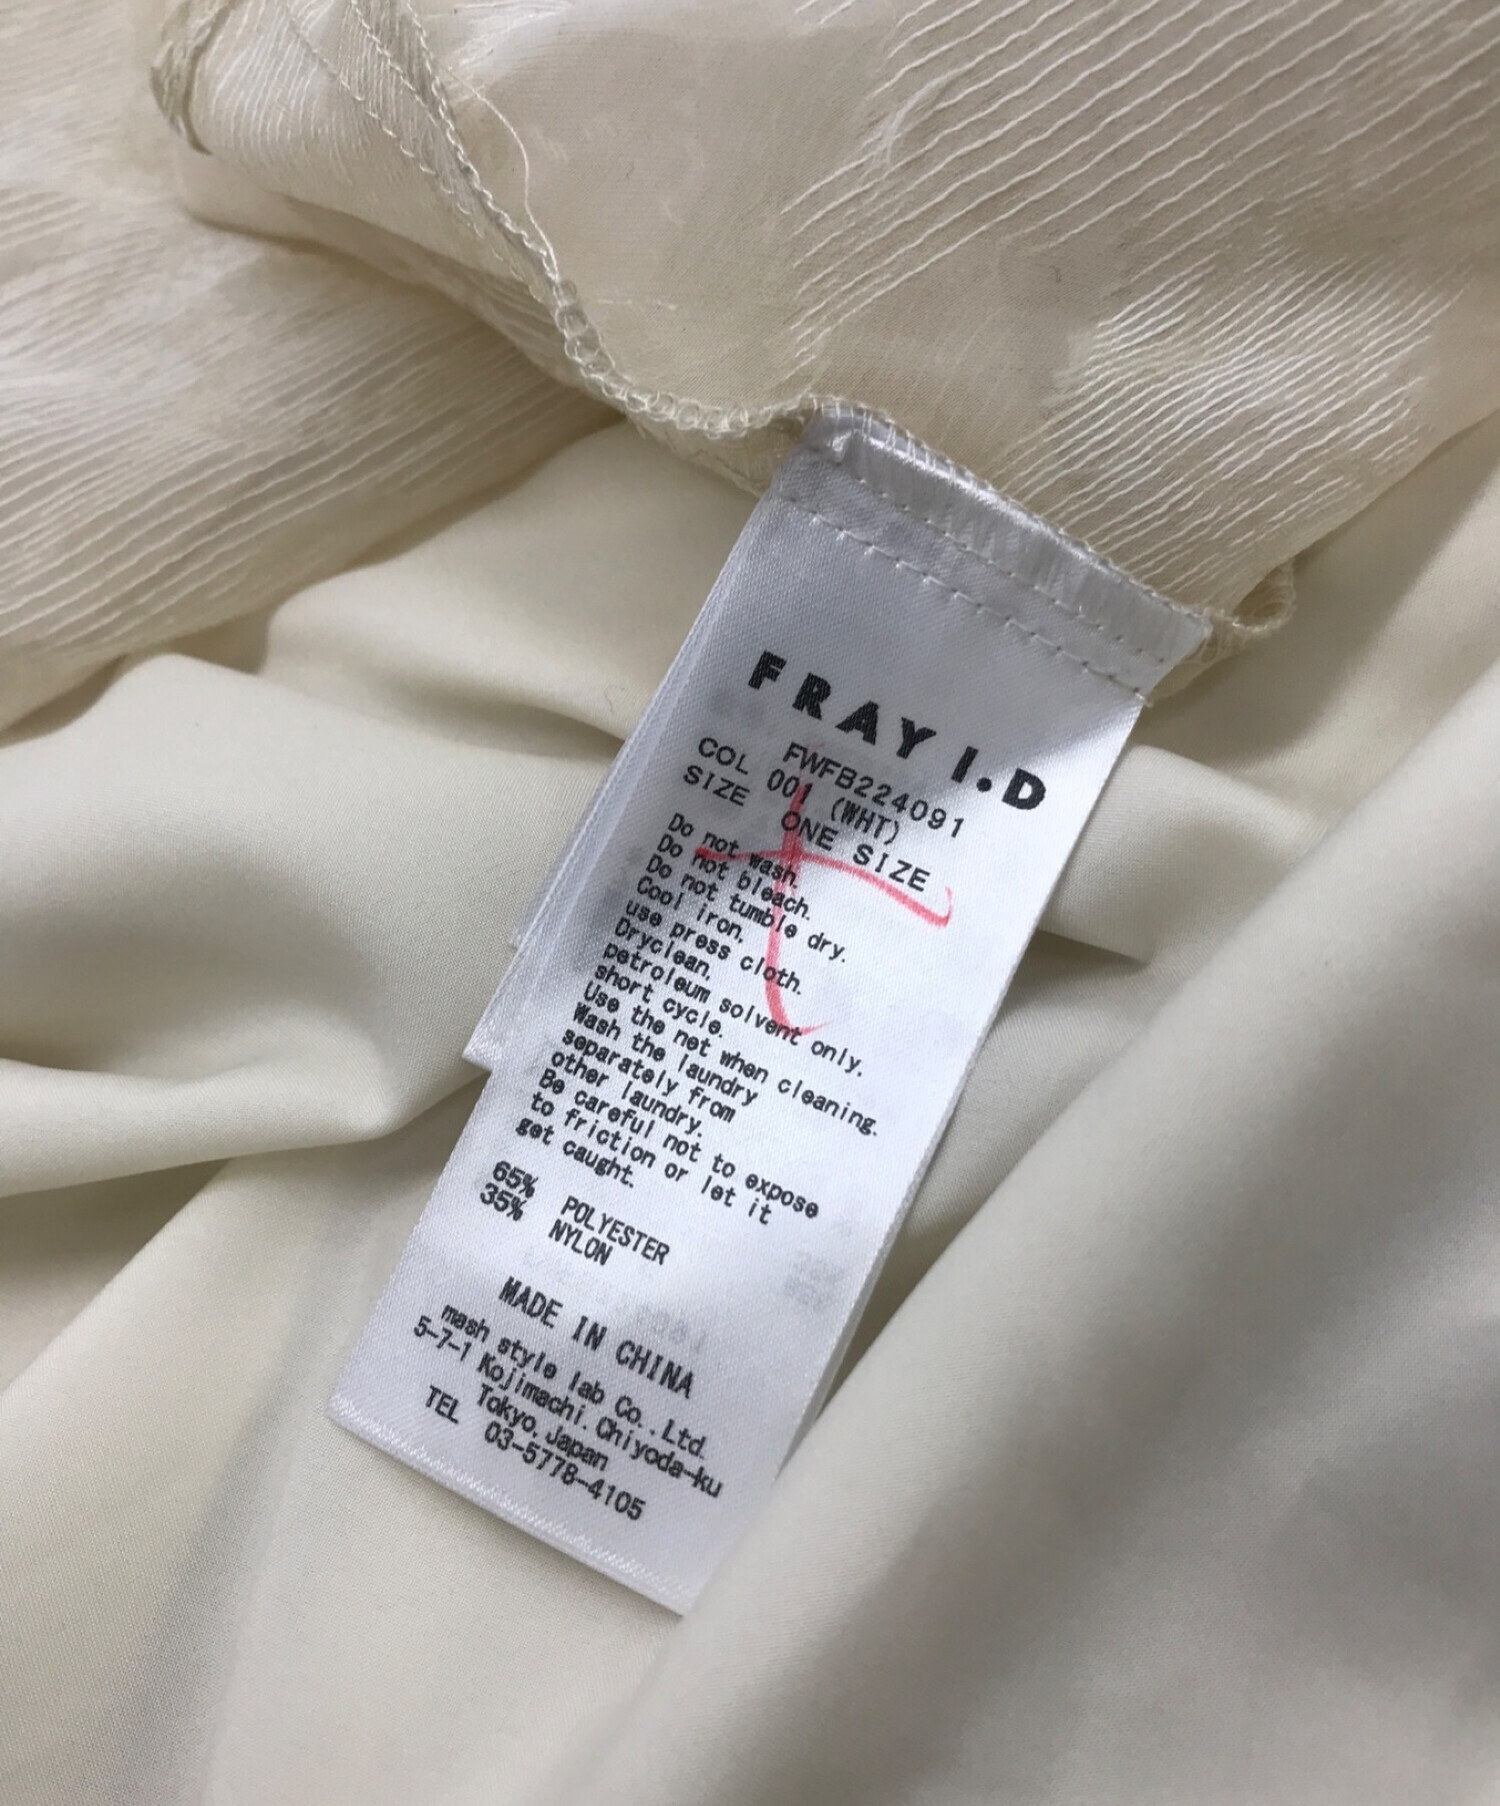 FRAY I.D
FWFB224091
COL 001 (WHT)
SIZE ONE SIZE
Do not wash.
Do not bleach.
Do not tumble dry.
Cool iron.
use press cloth.
Dryclean.
petroleum solvent only.
short cycle.
Use the net when cleaning.
Wash the laundry
separately from
other laundry.
Be careful not to expose
to friction or let it
get caught.
65% POLYESTER
35% NYLON
MADE IN CHINA
mash style lab Co.,Ltd.
5-7-1 Kojimachi.Chiyoda-ku
Tokyo,Japan
TEL 03-5778-4105